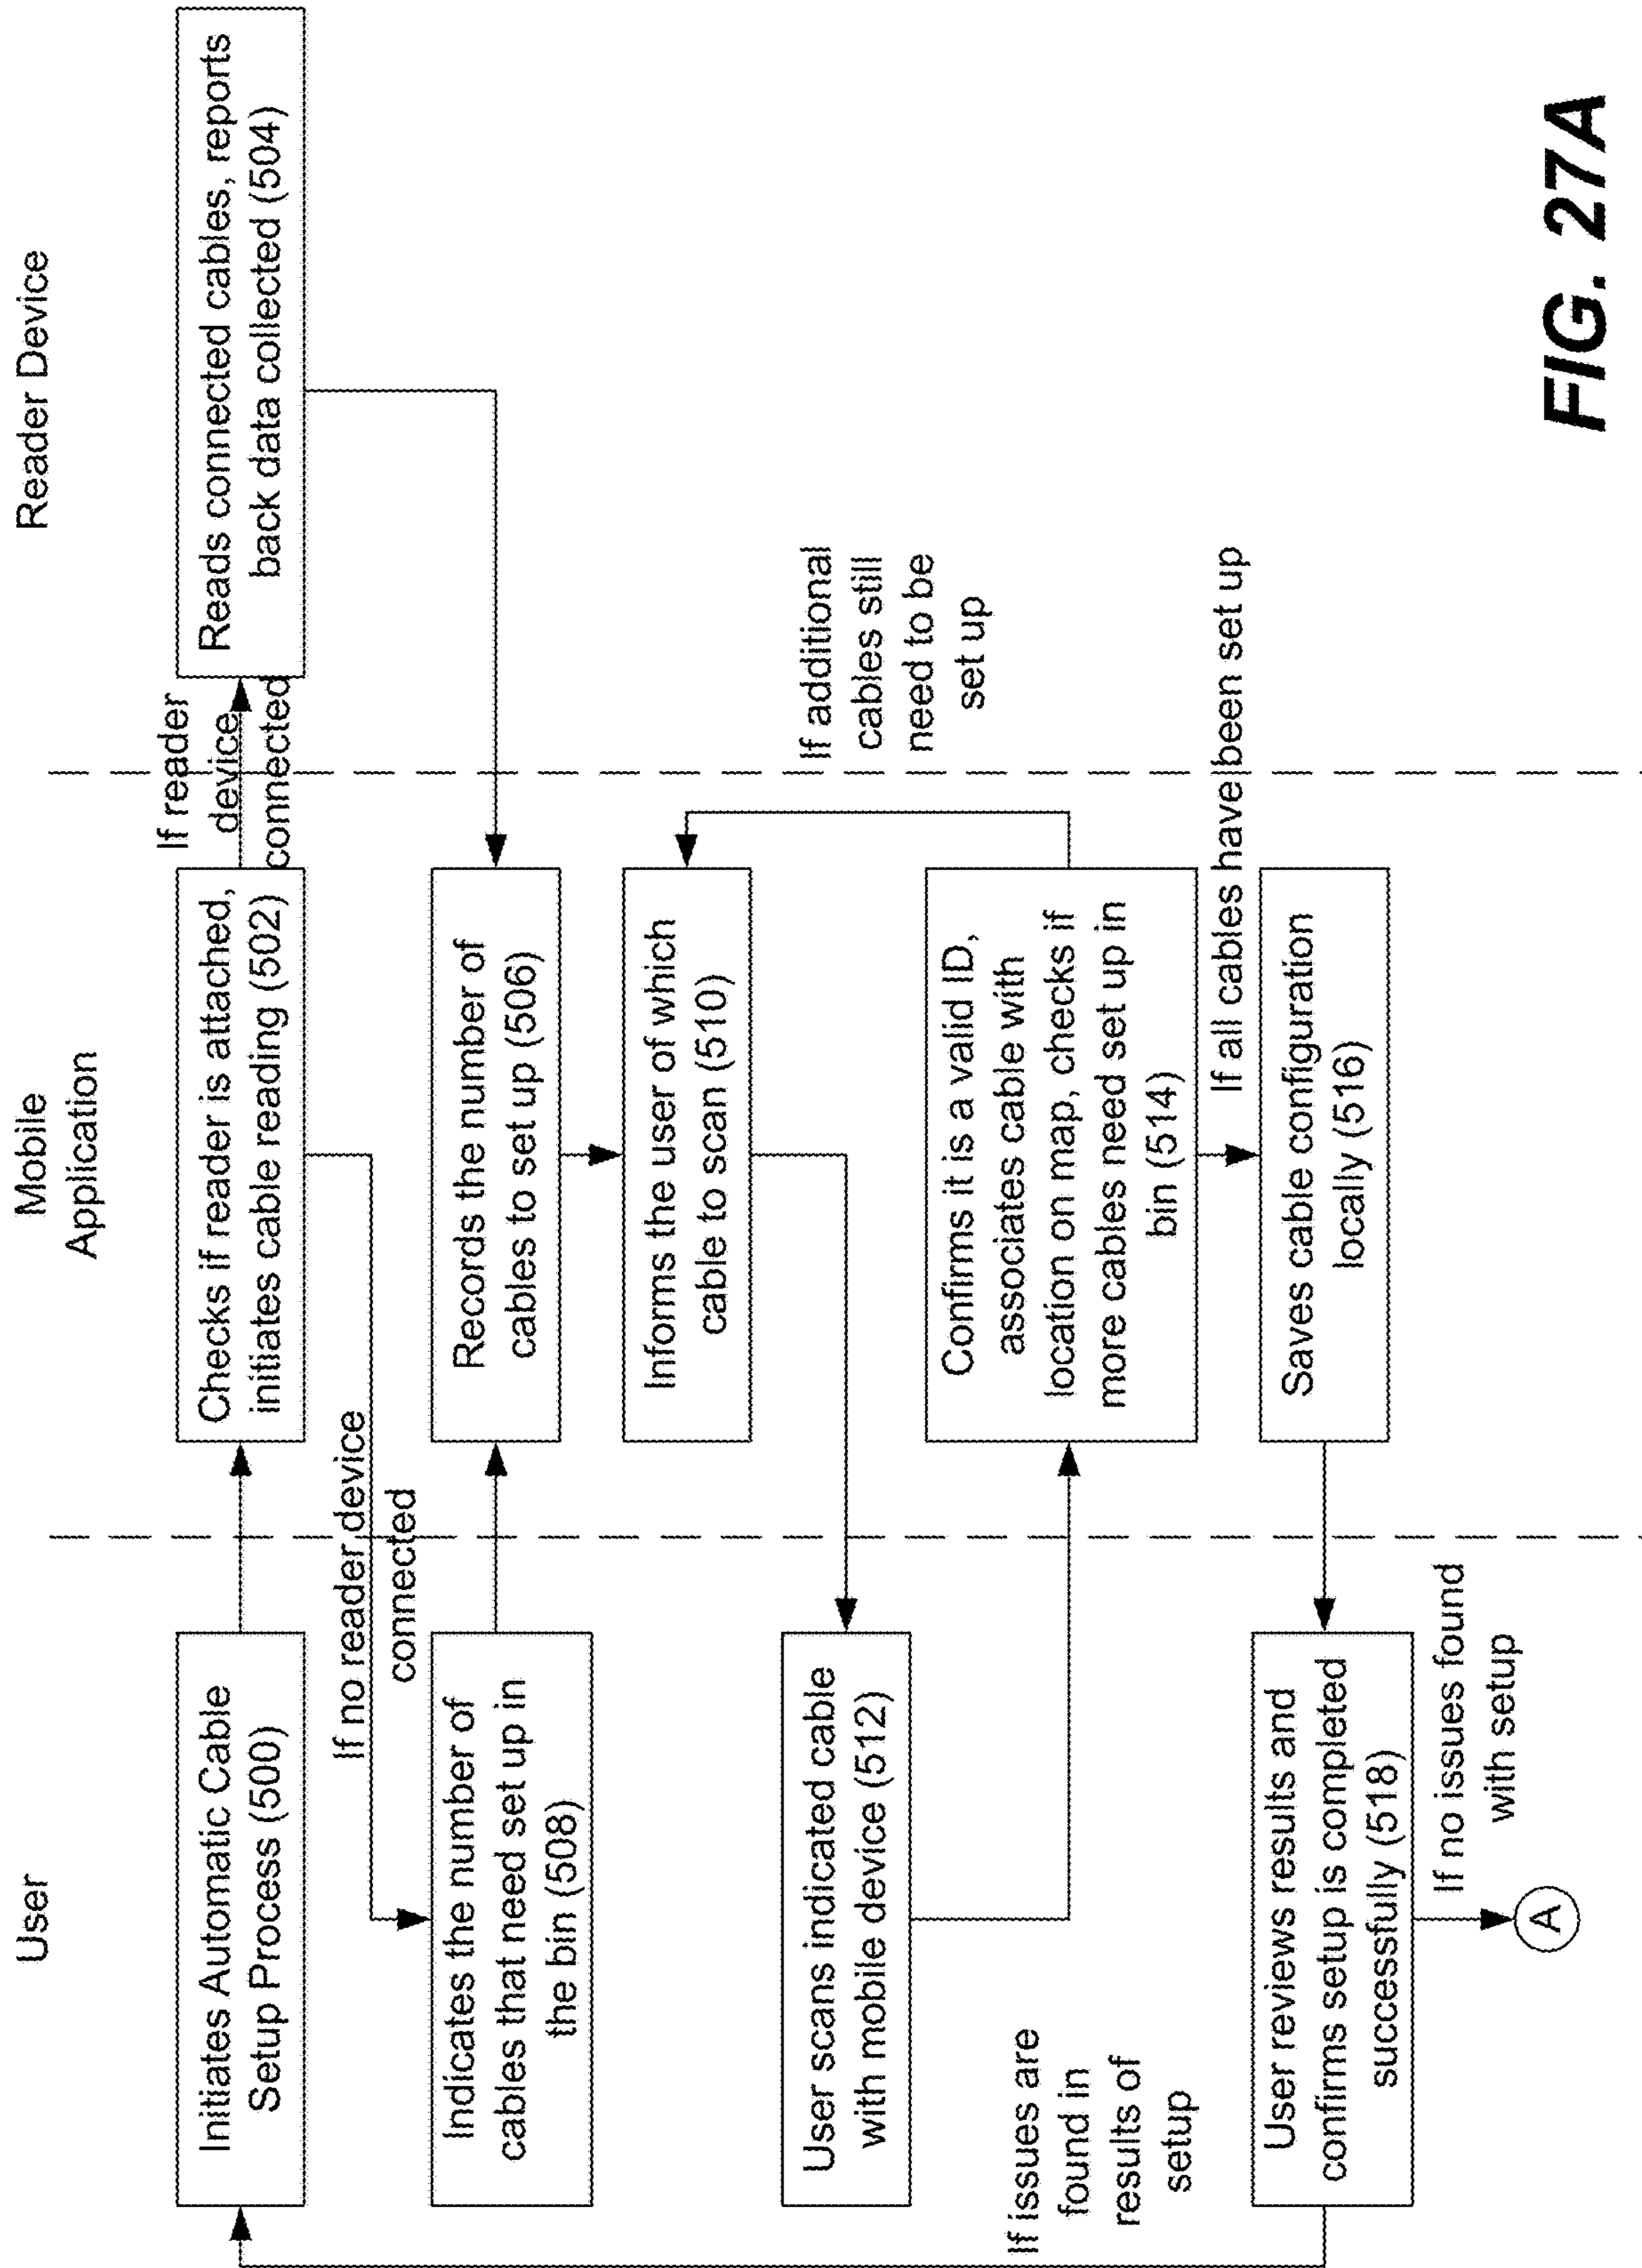 User
Mobile
Application
Reader Device
Initiates Automatic Cable
Setup Process (500)
Checks if reader is attached,
initiates cable reading (502)
If reader
device
connected
Reads connected cables, reports
back data collected (504)
If no reader device
connected
Indicates the number of
cables that need set up in
the bin (508)
Records the number of
cables to set up (506)
Informs the user of which
cable to scan (510)
User scans indicated cable
with mobile device (512)
If additional
cables still
need to be
set up
Confirms it is a valid ID,
associates cable with
location on map, checks if
more cables need set up in
bin (514)
If issues are
found in
results of
setup
If all cables have been set up
Saves cable configuration
locally (516)
User reviews results and
confirms setup is completed
successfully (518)
If no issues found
with setup
A
FIG. 27A